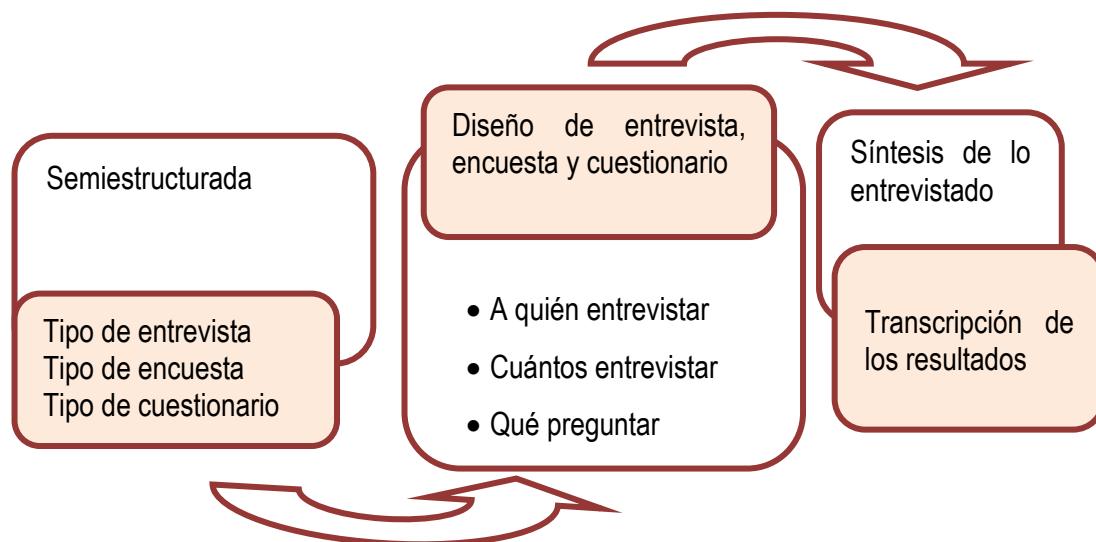 Semiestructurada
Tipo de entrevista
Tipo de encuesta
Tipo de cuestionario
Diseño de entrevista,
encuesta y cuestionario
• A quién entrevistar
• Cuántos entrevistar
• Qué preguntar
Síntesis de lo
entrevistado
Transcripción de
los resultados